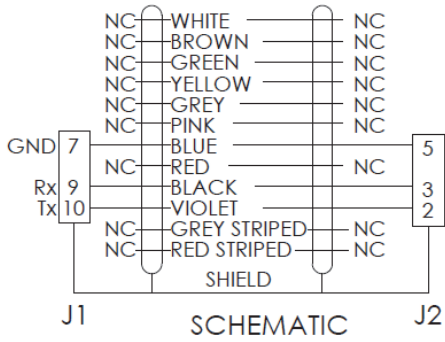 NC WHITE NC
NC BROWN NC
NC GREEN NC
NC YELLOW NC
NC GREY NC
NC PINK NC
GND 7 BLUE 5
NC RED NC
Rx 9 BLACK 3
Tx 10 VIOLET 2
NC GREY STRIPED NC
NC RED STRIPED NC
SHIELD
J1 SCHEMATIC J2